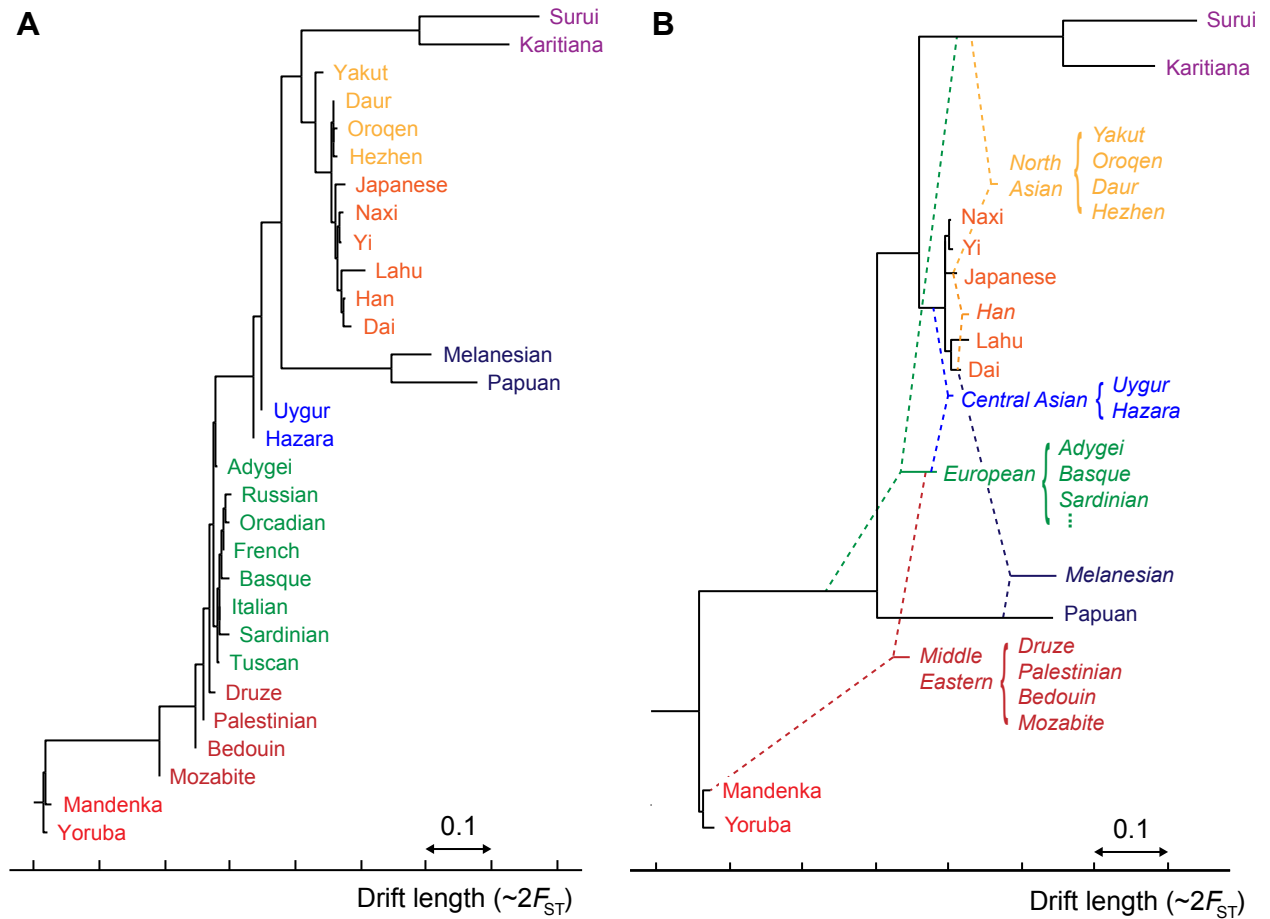 A
Surui
Karitiana
Yakut
Daur
Oroqen
Hezhen
Japanese
Naxi
Yi
Lahu
Han
Dai
Melanesian
Papuan
Uygur
Hazara
Adygei
Russian
Orcadian
French
Basque
Italian
Sardinian
Tuscan
Druze
Palestinian
Bedouin
Mozabite
Mandenka
Yoruba
0.1
Drift length (~2FST)
B
Surui
Karitiana
North
Asian
Yakut
Oroqen
Daur
Hezhen
Naxi
Yi
Japanese
Han
Lahu
Dai
Central Asian
Uygur
Hazara
European
Adygei
Basque
Sardinian
⋮
Melanesian
Papuan
Middle
Eastern
Druze
Palestinian
Bedouin
Mozabite
Mandenka
Yoruba
0.1
Drift length (~2FST)